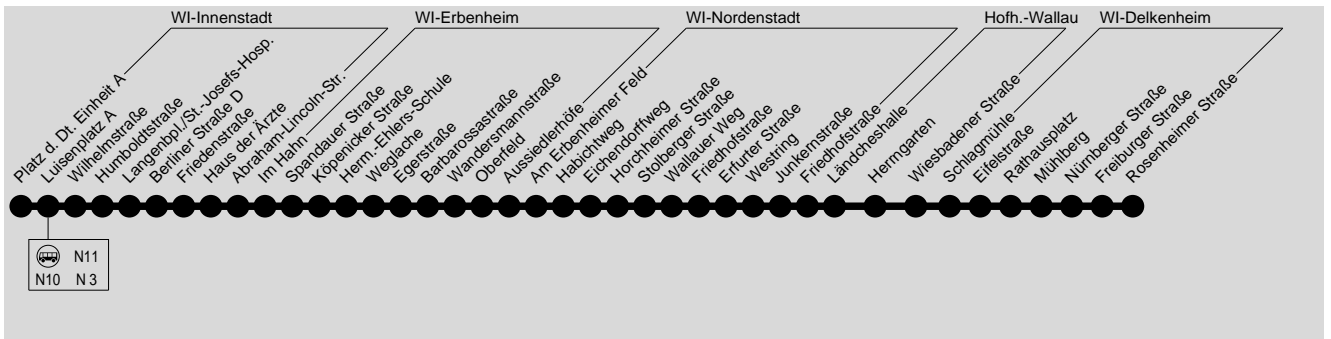 WI-Innenstadt
WI-Erbenheim
WI-Nordenstadt
Hofh.-Wallau
WI-Delkenheim
Platz d. Dt. Einheit A
Luisenplatz A
Wilhelmstraße
Humboldtstraße
Langenbpl./St.-Josefs-Hosp.
Berliner Straße D
Friedenstraße
Haus der Ärzte
Abraham-Lincoln-Str.
Im Hahn
Spandauer Straße
Köpenicker Straße
Herm.-Ehlers-Schule
Weglache
Egerstraße
Barbarossastraße
Wandersmannstraße
Oberfeld
Aussiedlerhöfe
Am Erbenheimer Feld
Habichtweg
Eichendorffweg
Horchheimer Straße
Stolberger Straße
Wallauer Weg
Friedhofstraße
Erfurter Straße
Westring
Junkernstraße
Friedhofstraße
Ländcheshalle
Herrngarten
Wiesbadener Straße
Schlagmühle
Eifelstraße
Rathausplatz
Mühlberg
Nürnberger Straße
Freiburger Straße
Rosenheimer Straße
N11
N10 N 3